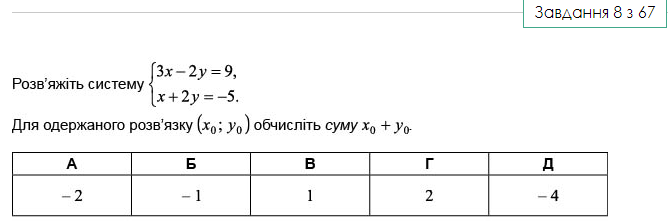 Завдання 8 з 67
Розв'яжіть систему {3x – 2y = 9,
x + 2y = –5.
Для одержаного розв'язку (x₀; y₀) обчисліть суму x₀ + y₀.
А Б В Г Д
– 2 – 1 1 2 – 4